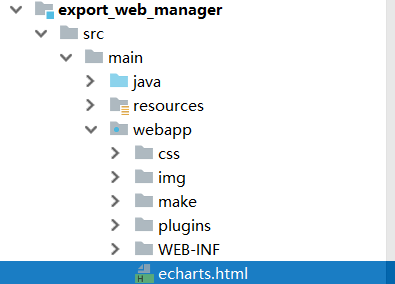 export_web_manager
src
main
java
resources
webapp
css
img
make
plugins
WEB-INF
echarts.html